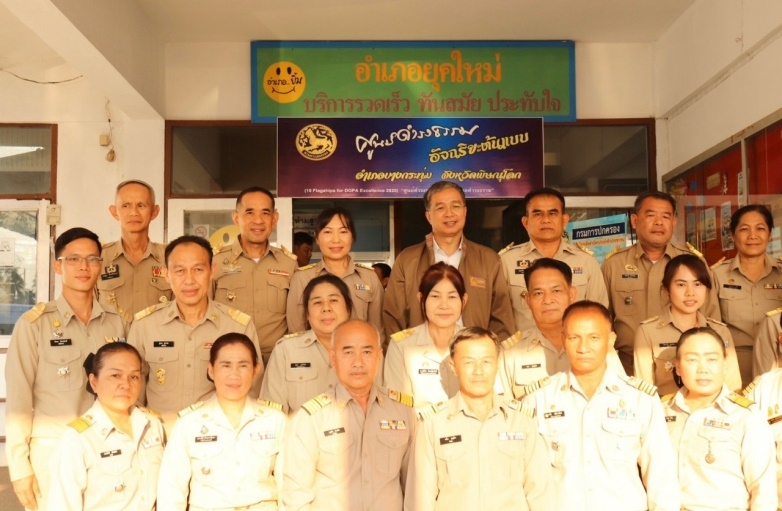 อำเภอยุคใหม่
อำเภอ..ยิ้ม
บริการรวดเร็ว ทันสมัย ประทับใจ
ศูนย์ดำรงธรรม
อัจฉริยะต้นแบบ
อำเภอบางกระทุ่ม จังหวัดพิษณุโลก
(10 Flagships for DOPA Excellence 2020)
กรมการปกครอง